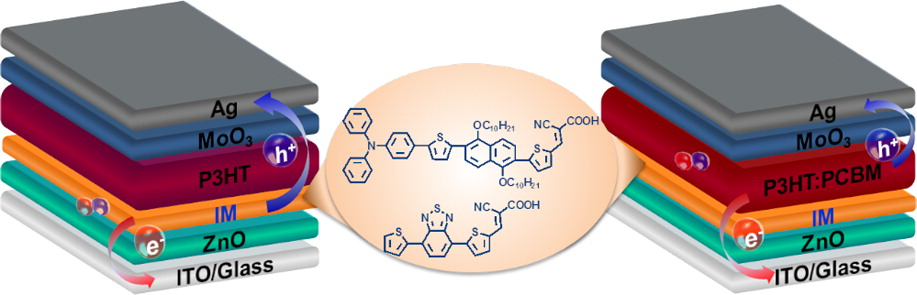 Ag
MoO₃
h⁺
P3HT
IM
e⁻
ZnO
ITO/Glass
OC₁₀H₂₁
NC
COOH
S
S
N
OC₁₀H₂₁
S
N
N
NC
COOH
S
S
Ag
MoO₃
h⁺
P3HT:PCBM
IM
e⁻
ZnO
ITO/Glass